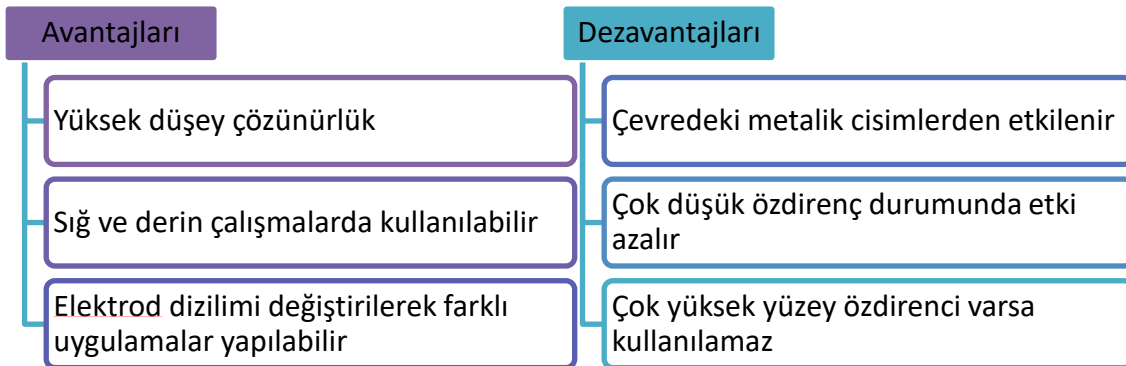 Avantajları
Yüksek düşey çözünürlük
Sığ ve derin çalışmalarda kullanılabilir
Elektrod dizilimi değiştirilerek farklı
uygulamalar yapılabilir
Dezavantajları
Çevredeki metalik cisimlerden etkilenir
Çok düşük özdirenç durumunda etki
azalır
Çok yüksek yüzey özdirenci varsa
kullanılamaz